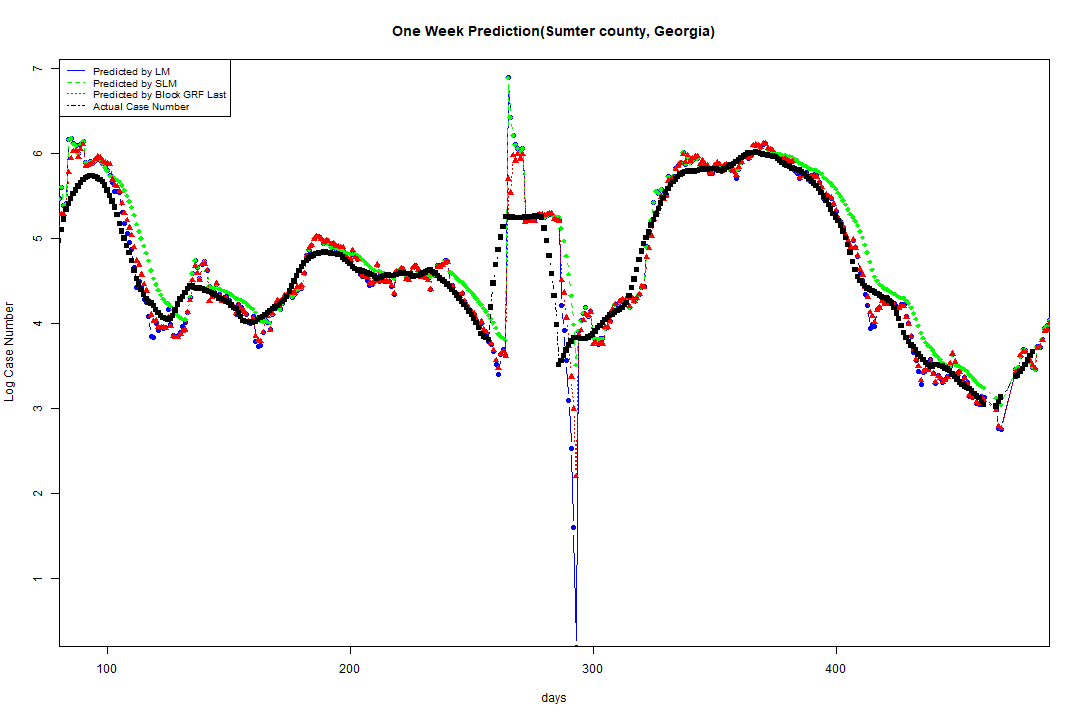 One Week Prediction(Sumter county, Georgia)
Predicted by LM
Predicted by SLM
Predicted by Block GRF Last
Actual Case Number
7
6
5
4
3
2
1
Log Case Number
100 200 300 400
days